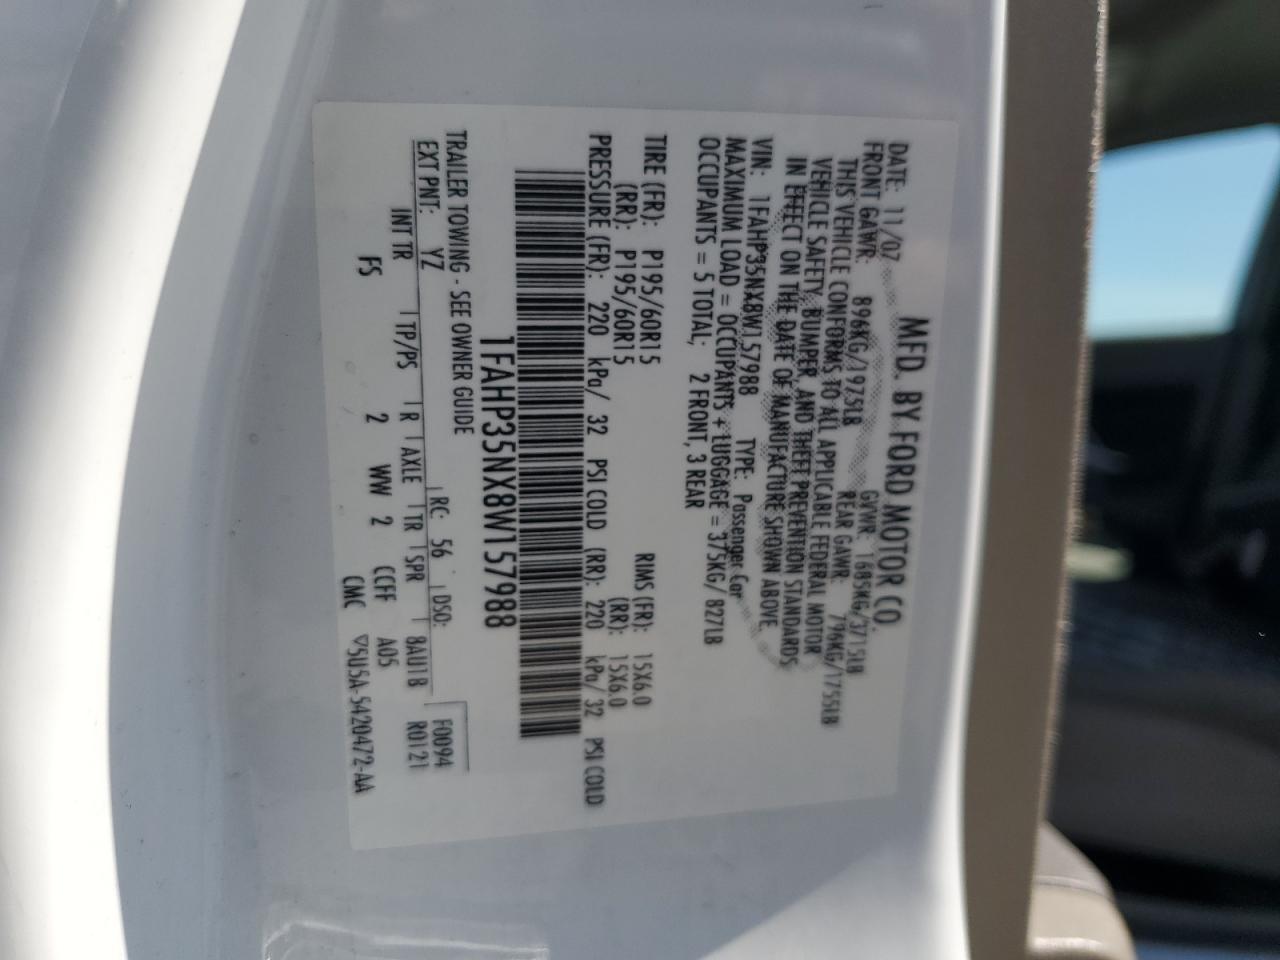 MFD. BY FORD MOTOR CO.
DATE: 11/07 GVWR: 1685KG/3715LB
FRONT GAWR: 896KG/1975LB REAR GAWR: 796KG/1755LB
THIS VEHICLE CONFORMS TO ALL APPLICABLE FEDERAL MOTOR
VEHICLE SAFETY, BUMPER, AND THEFT PREVENTION STANDARDS
IN EFFECT ON THE DATE OF MANUFACTURE SHOWN ABOVE
VIN: 1FAHP35NX8W157988 TYPE: Passenger Car
MAXIMUM LOAD = OCCUPANTS + LUGGAGE = 375KG/ 827LB
OCCUPANTS = 5 TOTAL; 2 FRONT, 3 REAR
TIRE (FR): P195/60R15 RIMS (FR): 15X6.0
(RR): P195/60R15 (RR): 15X6.0
PRESSURE (FR): 220 kPa/ 32 PSI COLD (RR): 220 kPa/ 32 PSI COLD
1FAHP35NX8W157988
TRAILER TOWING - SEE OWNER GUIDE
F0094
EXT PNT: YZ RC: 56 DSO: R0121
INT TR TP/PS R AXLE TR SPR 8AU1B
FS 2 WW 2 CCFF A05
CMC ▽5U5A-5420472-AA